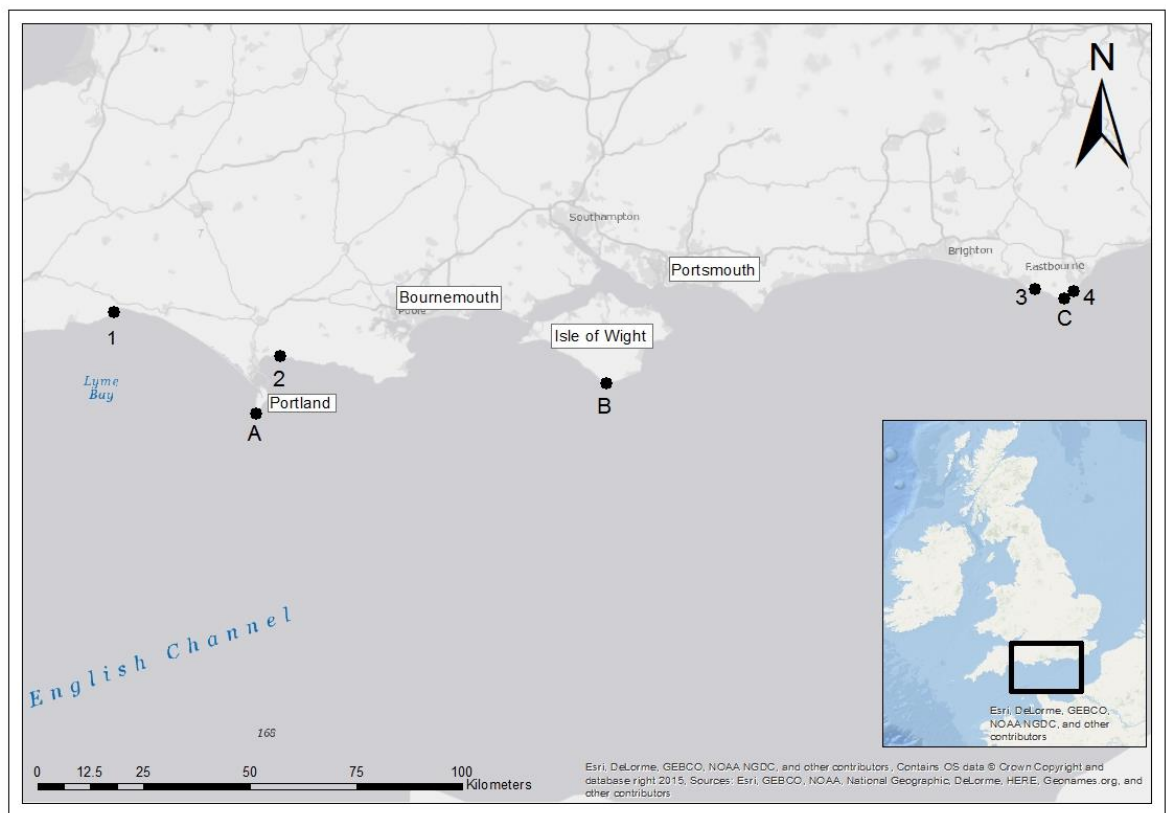 N
Southampton
Portsmouth
Brighton
Eastbourne
Bournemouth
Poole
3
4
C
1
Isle of Wight
2
Lyme
Bay
Portland
A
B
English Channel
168
0 12.5 25 50 75 100
Kilometers
Esri, DeLorme, GEBCO,
NOAA NGDC, and other
contributors
Esri, DeLorme, GEBCO, NOAA NGDC, and other contributors, Contains OS data © Crown Copyright and
database right 2015, Sources: Esri, GEBCO, NOAA, National Geographic, DeLorme, HERE, Geonames.org, and
other contributors